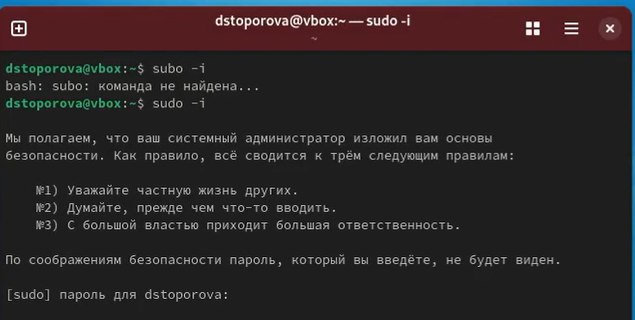 dstoporova@vbox:~ — sudo -i
~
dstoporova@vbox:~$ subo -i
bash: subo: команда не найдена...
dstoporova@vbox:~$ sudo -i
Мы полагаем, что ваш системный администратор изложил вам основы
безопасности. Как правило, всё сводится к трём следующим правилам:
№1) Уважайте частную жизнь других.
№2) Думайте, прежде чем что-то вводить.
№3) С большой властью приходит большая ответственность.
По соображениям безопасности пароль, который вы введёте, не будет виден.
[sudo] пароль для dstoporova: